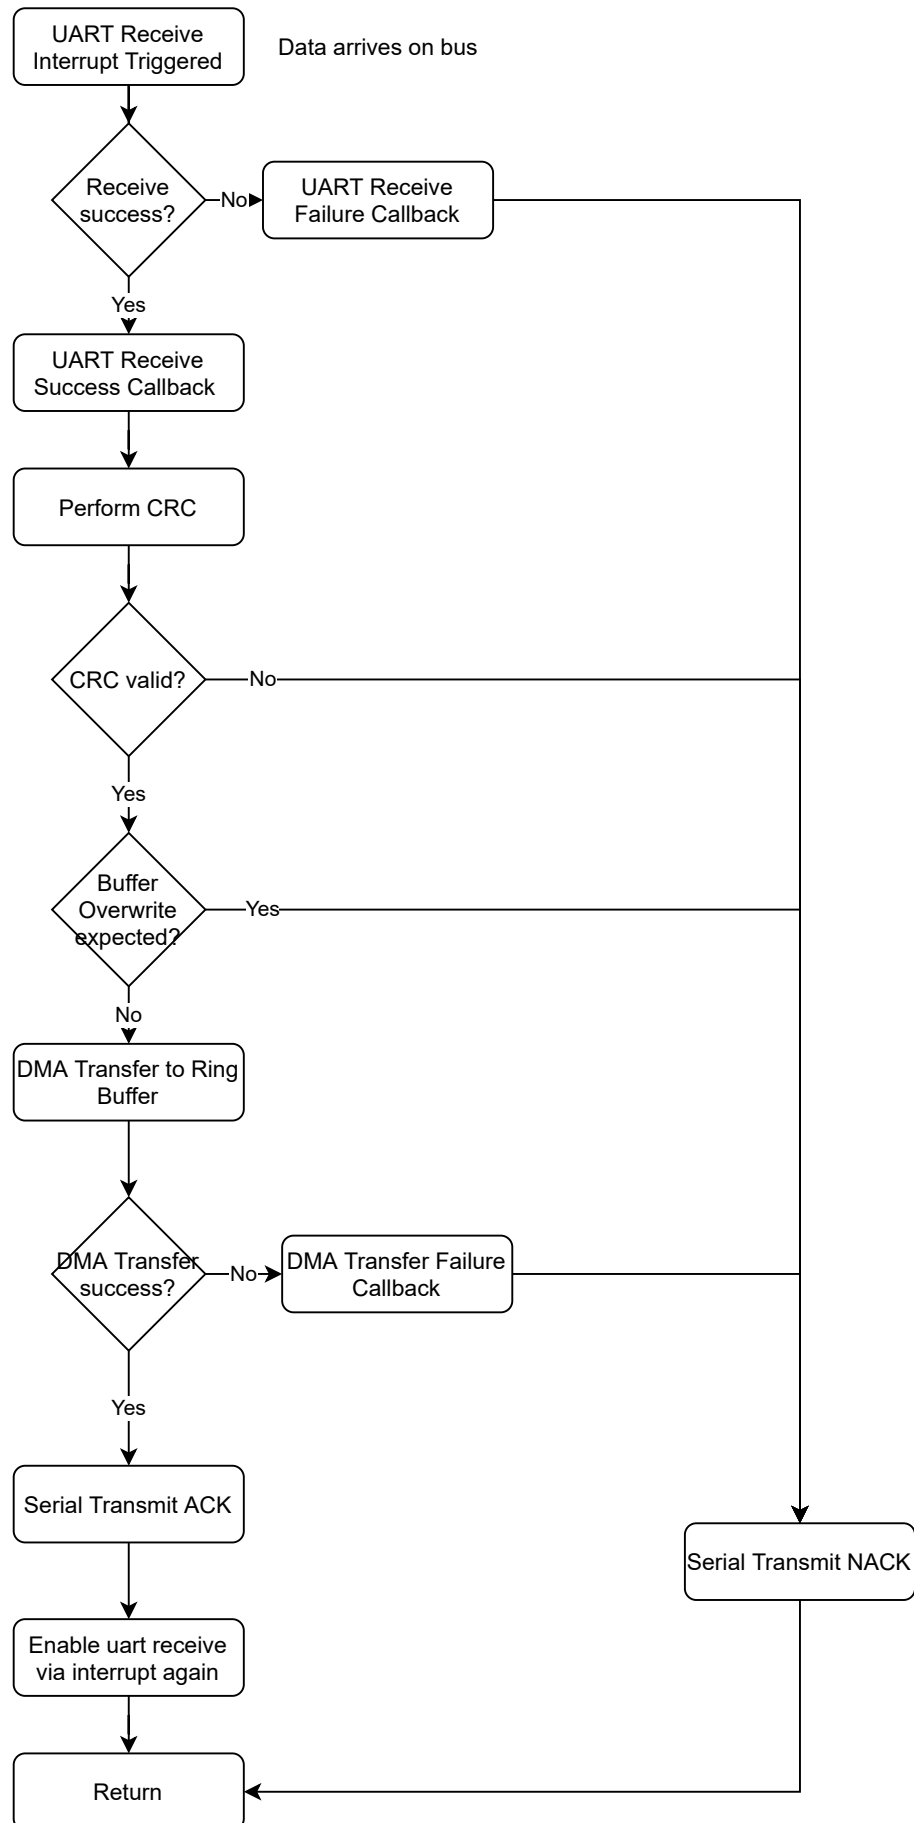 UART Receive
Interrupt Triggered
Data arrives on bus
Receive
success?
No
UART Receive
Failure Callback
Yes
UART Receive
Success Callback
Perform CRC
CRC valid?
No
Yes
Buffer
Overwrite
expected?
Yes
No
DMA Transfer to Ring
Buffer
DMA Transfer
success?
No
DMA Transfer Failure
Callback
Yes
Serial Transmit ACK
Serial Transmit NACK
Enable uart receive
via interrupt again
Return